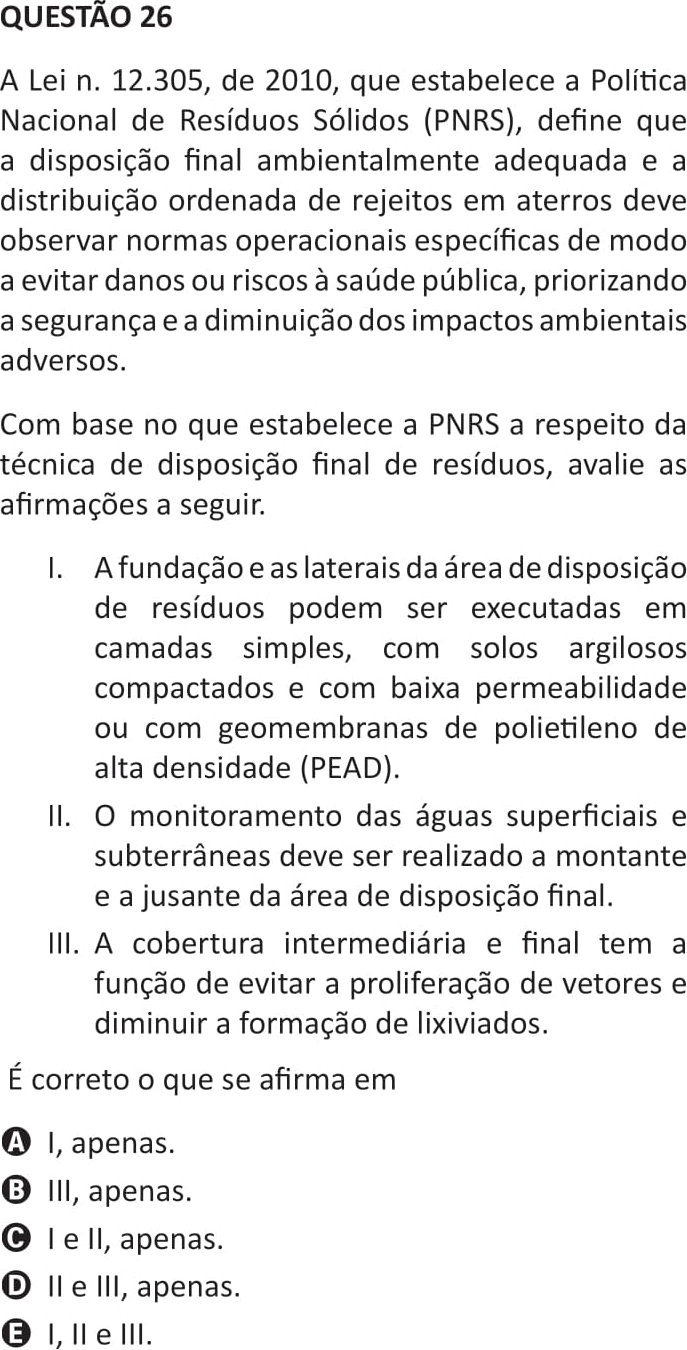 QUESTÃO 26
A Lei n. 12.305, de 2010, que estabelece a Política
Nacional de Resíduos Sólidos (PNRS), define que
a disposição final ambientalmente adequada e a
distribuição ordenada de rejeitos em aterros deve
observar normas operacionais específicas de modo
a evitar danos ou riscos à saúde pública, priorizando
a segurança e a diminuição dos impactos ambientais
adversos.
Com base no que estabelece a PNRS a respeito da
técnica de disposição final de resíduos, avalie as
afirmações a seguir.
I. A fundação e as laterais da área de disposição
de resíduos podem ser executadas em
camadas simples, com solos argilosos
compactados e com baixa permeabilidade
ou com geomembranas de polietileno de
alta densidade (PEAD).
II. O monitoramento das águas superficiais e
subterrâneas deve ser realizado a montante
e a jusante da área de disposição final.
III. A cobertura intermediária e final tem a
função de evitar a proliferação de vetores e
diminuir a formação de lixiviados.
É correto o que se afirma em
A I, apenas.
B III, apenas.
C I e II, apenas.
D II e III, apenas.
E I, II e III.